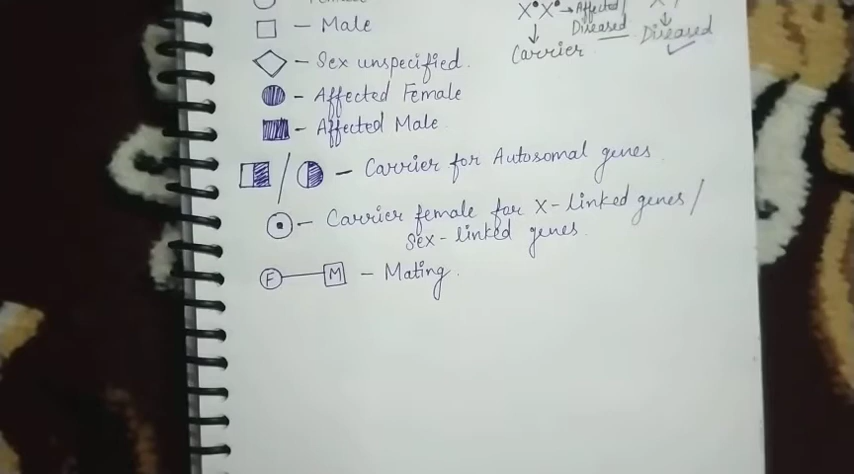 - Male
- Sex unspecified.
- Affected Female
- Affected Male
- Carrier for Autosomal genes
- Carrier female for X-linked genes /
Sex-linked genes.
F M - Mating.
X X → Affected/
Diseased
Carrier
Diseased